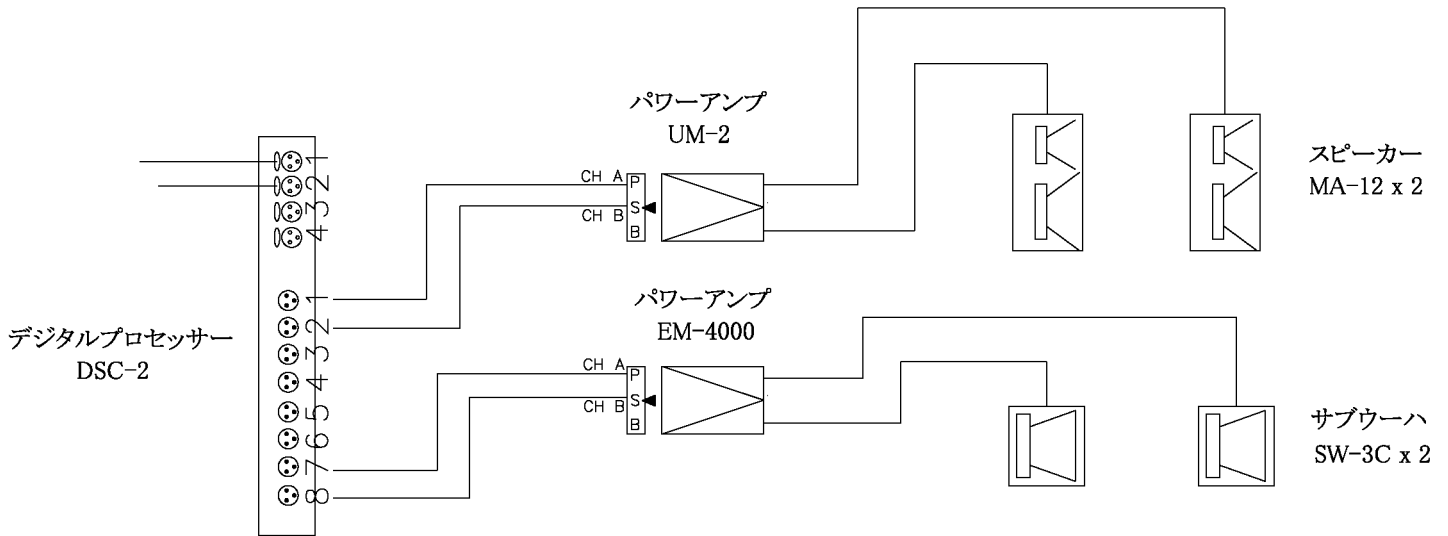 パワーアンプ
UM-2
スピーカー
MA-12 x 2
CH A
CH B
P
S
B
1
2
3
4
デジタルプロセッサー
DSC-2
1
2
3
4
5
6
7
8
パワーアンプ
EM-4000
CH A
CH B
P
S
B
サブウーハ
SW-3C x 2